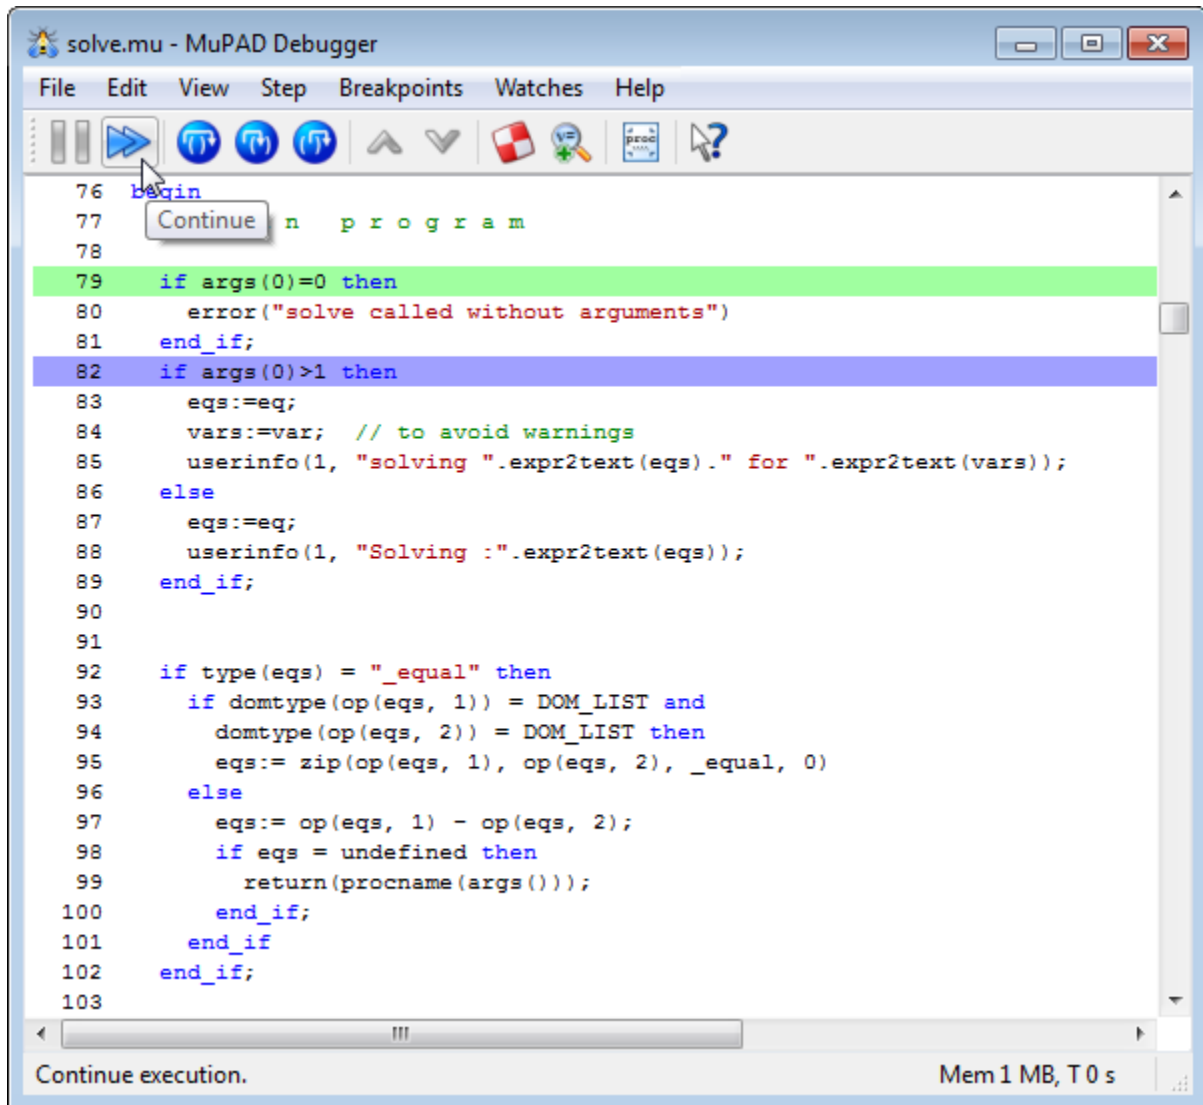 solve.mu - MuPAD Debugger
File Edit View Step Breakpoints Watches Help
v=
proc
76 begin
Continue
77 n p r o g r a m
78
79 if args(0)=0 then
80 error("solve called without arguments")
81 end_if;
82 if args(0)>1 then
83 eqs:=eq;
84 vars:=var; // to avoid warnings
85 userinfo(1, "solving ".expr2text(eqs)." for ".expr2text(vars));
86 else
87 eqs:=eq;
88 userinfo(1, "Solving :".expr2text(eqs));
89 end_if;
90
91
92 if type(eqs) = "_equal" then
93 if domtype(op(eqs, 1)) = DOM_LIST and
94 domtype(op(eqs, 2)) = DOM_LIST then
95 eqs:= zip(op(eqs, 1), op(eqs, 2), _equal, 0)
96 else
97 eqs:= op(eqs, 1) - op(eqs, 2);
98 if eqs = undefined then
99 return(procname(args()));
100 end_if;
101 end_if
102 end_if;
103
Continue execution. Mem 1 MB, T 0 s